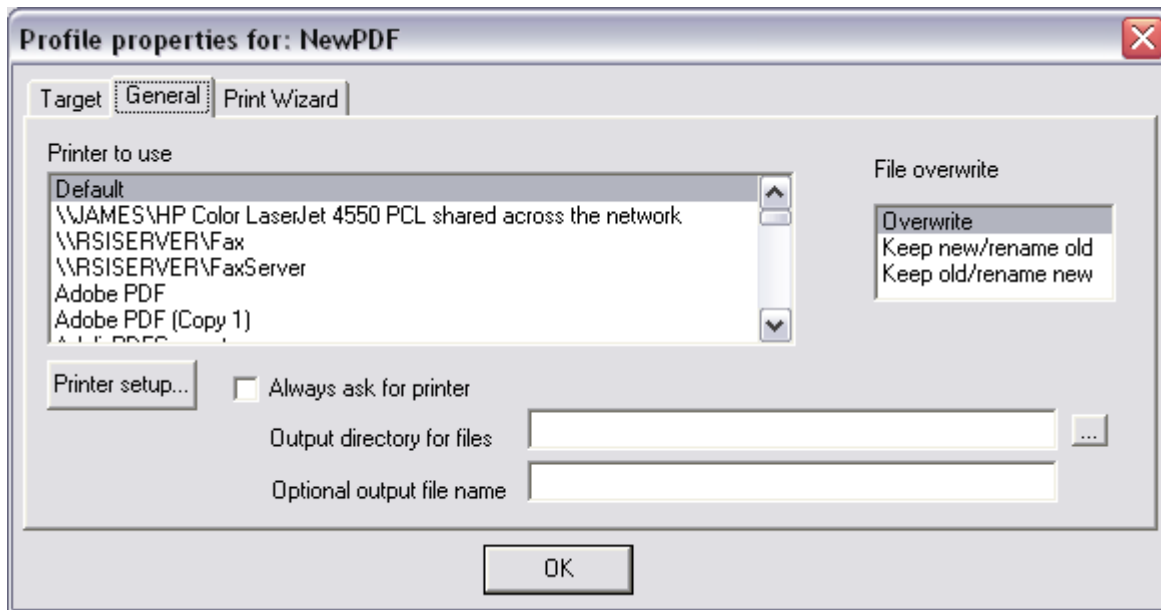 Profile properties for: NewPDF
Target General Print Wizard
Printer to use
Default
\\JAMES\HP Color LaserJet 4550 PCL shared across the network
\\RSISERVER\Fax
\\RSISERVER\FaxServer
Adobe PDF
Adobe PDF (Copy 1)
File overwrite
Overwrite
Keep new/rename old
Keep old/rename new
Printer setup...
Always ask for printer
Output directory for files
...
Optional output file name
OK